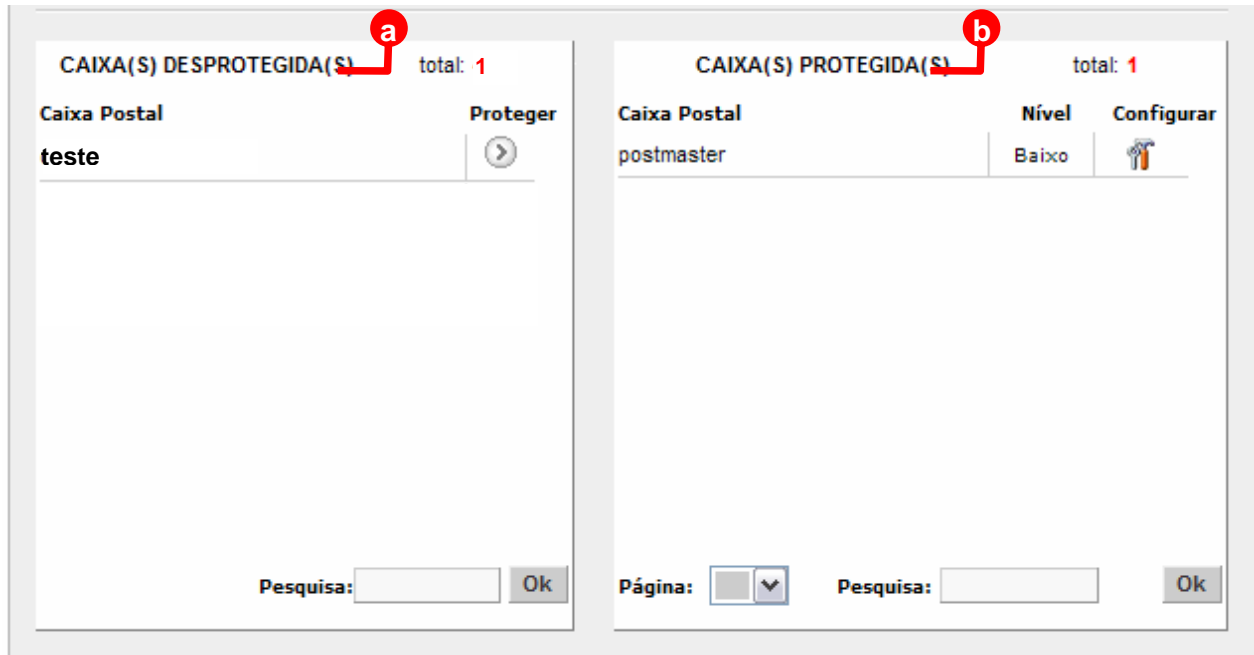 a
CAIXA(S) DESPROTEGIDA(S) total: 1
Caixa Postal Proteger
teste
Pesquisa: Ok
b
CAIXA(S) PROTEGIDA(S) total: 1
Caixa Postal Nível Configurar
postmaster Baixo
Página: Pesquisa: Ok